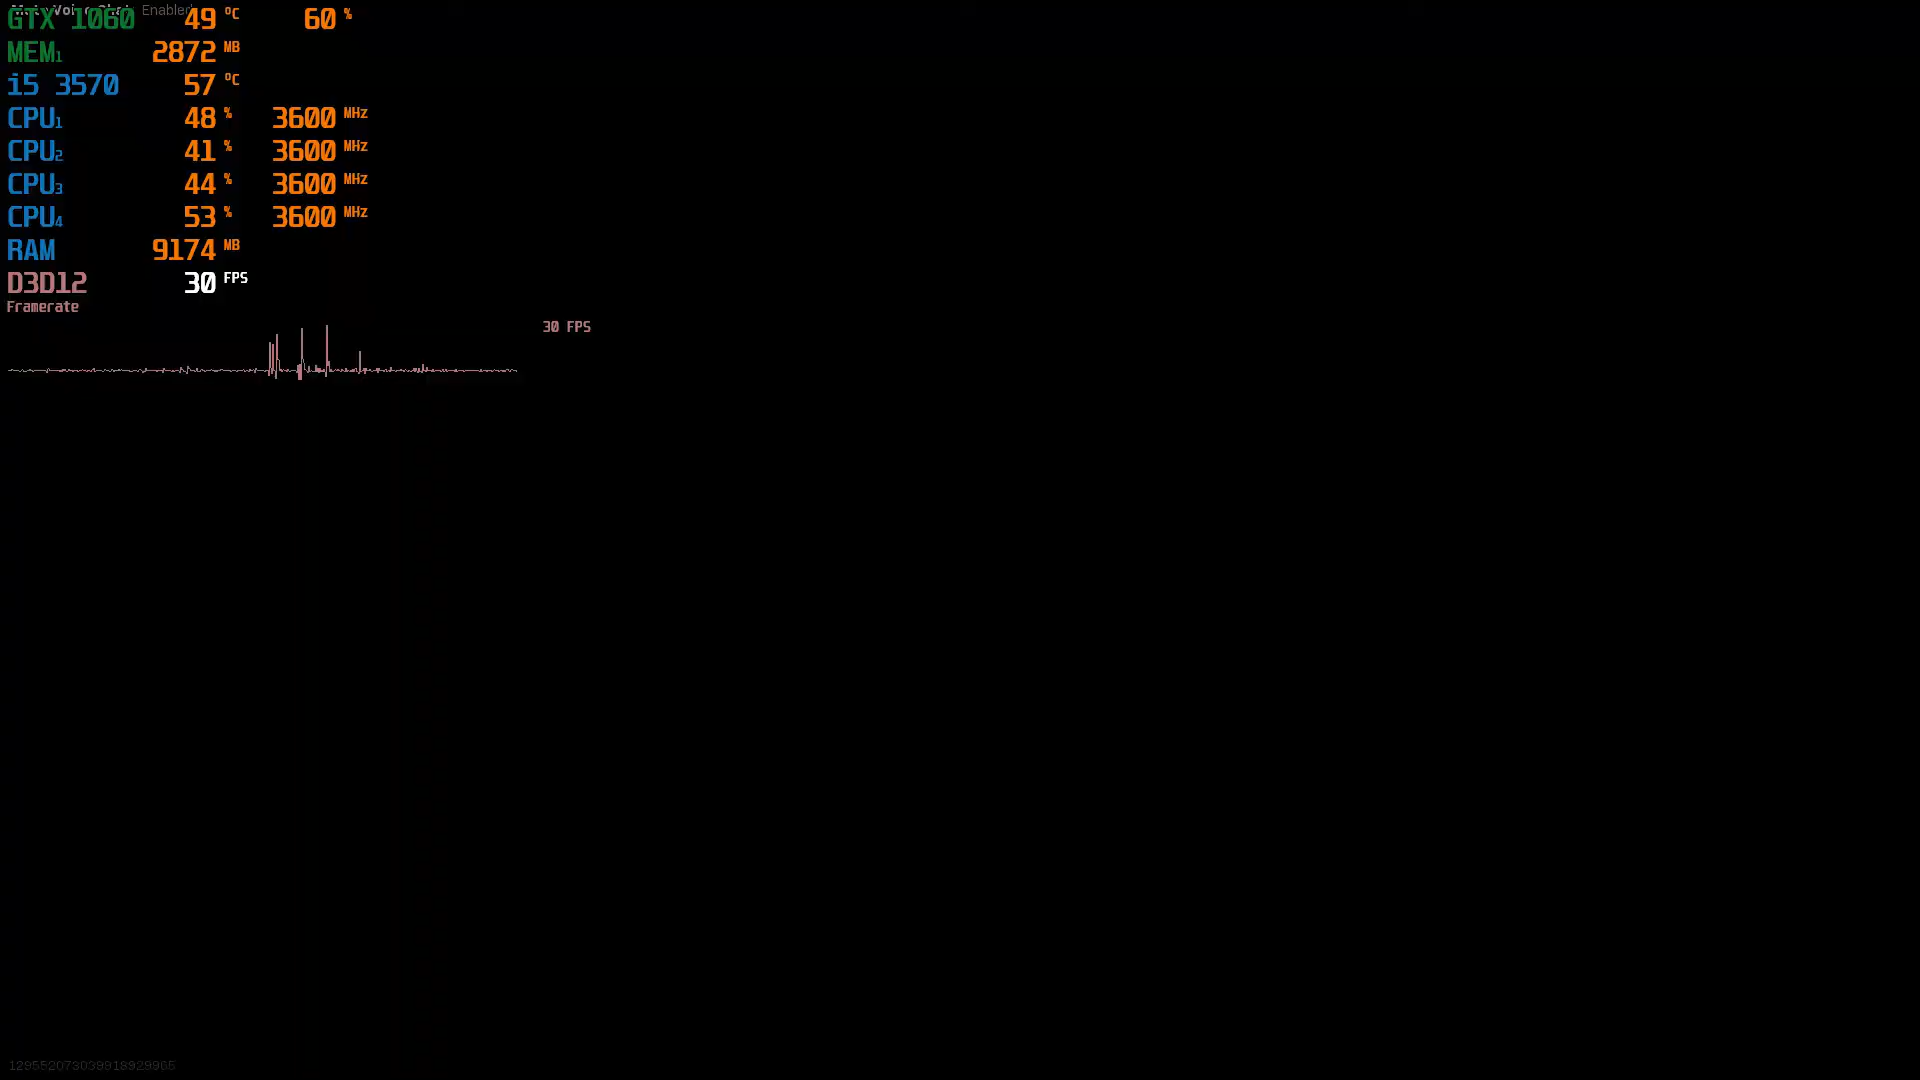 Enabled
GTX 1060 49 °C 60 %
MEM1 2872 MB
i5 3570 57 °C
CPU1 48 % 3600 MHz
CPU2 41 % 3600 MHz
CPU3 44 % 3600 MHz
CPU4 53 % 3600 MHz
RAM 9174 MB
D3D12 30 FPS
Framerate
30 FPS